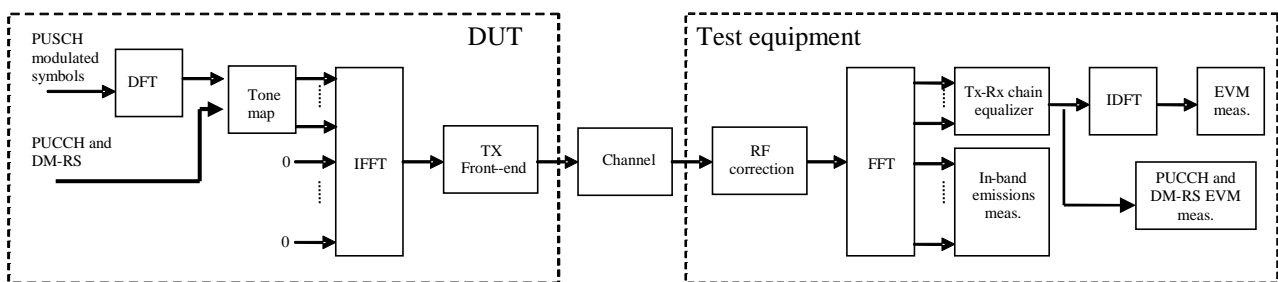 DUT
PUSCH
modulated
symbols
DFT
PUCCH and
DM-RS
Tone
map
0
0
IFFT
TX
Front--end
Channel
Test equipment
RF
correction
FFT
Tx-Rx chain
equalizer
IDFT
EVM
meas.
In-band
emissions
meas.
PUCCH and
DM-RS EVM
meas.